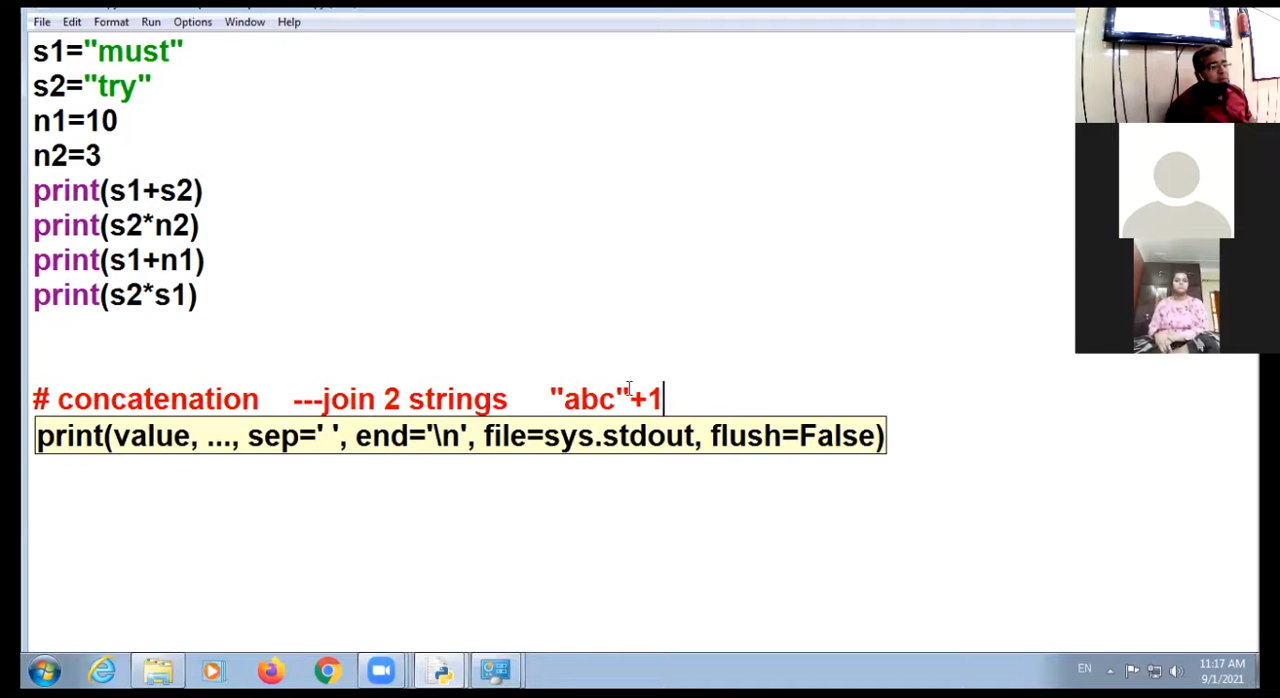 File Edit Format Run Options Window Help
s1="must"
s2="try"
n1=10
n2=3
print(s1+s2)
print(s2*n2)
print(s1+n1)
print(s2*s1)
# concatenation ---join 2 strings "abc"+1
print(value, ..., sep=' ', end='\n', file=sys.stdout, flush=False)
EN
11:17 AM
9/1/2021